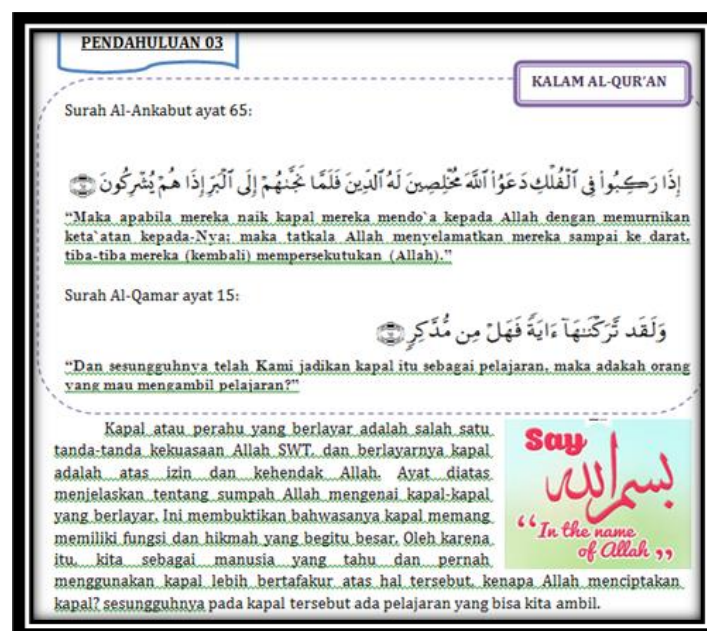 PENDAHULUAN 03
KALAM AL-QUR'AN
Surah Al-Ankabut ayat 65:
إِذَا رَكِبُوا۟ فِى ٱلْفُلْكِ دَعَوُا۟ ٱللَّهَ مُخْلِصِينَ لَهُ ٱلدِّينَ فَلَمَّا نَجَّىٰهُمْ إِلَى ٱلْبَرِّ إِذَا هُمْ يُشْرِكُونَ
“Maka apabila mereka naik kapal mereka mendo`a kepada Allah dengan memurnikan
keta`atan kepada-Nya; maka tatkala Allah menyelamatkan mereka sampai ke darat,
tiba-tiba mereka (kembali) mempersekutukan (Allah).”
Surah Al-Qamar ayat 15:
وَلَقَد تَّرَكْنَٰهَآ ءَايَةً فَهَلْ مِن مُّدَّكِرٍ
“Dan sesungguhnya telah Kami jadikan kapal itu sebagai pelajaran, maka adakah orang
yang mau mengambil pelajaran?”
Kapal atau perahu yang berlayar adalah salah satu
tanda-tanda kekuasaan Allah SWT, dan berlayarnya kapal
adalah atas izin dan kehendak Allah. Ayat diatas
menjelaskan tentang sumpah Allah mengenai kapal-kapal
yang berlayar. Ini membuktikan bahwasanya kapal memang
memiliki fungsi dan hikmah yang begitu besar. Oleh karena
itu, kita sebagai manusia yang tahu dan pernah
menggunakan kapal lebih bertafakur atas hal tersebut, kenapa Allah menciptakan
kapal? sesungguhnya pada kapal tersebut ada pelajaran yang bisa kita ambil.
Say
بسم الله
“In the name
of Allah”